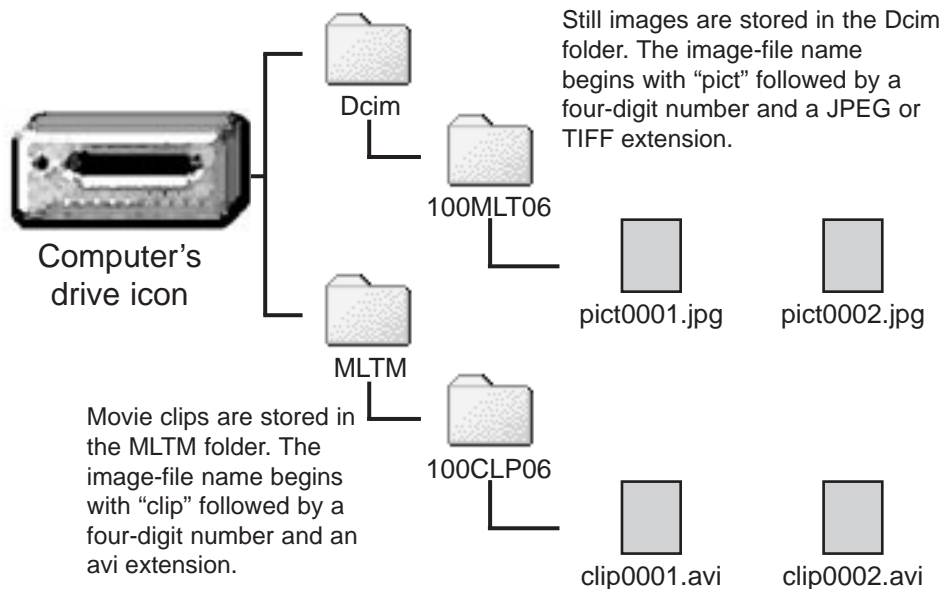 Still images are stored in the Dcim
folder. The image-file name
begins with “pict” followed by a
four-digit number and a JPEG or
TIFF extension.
Dcim
100MLT06
Computer’s
drive icon
pict0001.jpg
pict0002.jpg
MLTM
Movie clips are stored in
the MLTM folder. The
image-file name begins
with “clip” followed by a
four-digit number and an
avi extension.
100CLP06
clip0001.avi
clip0002.avi